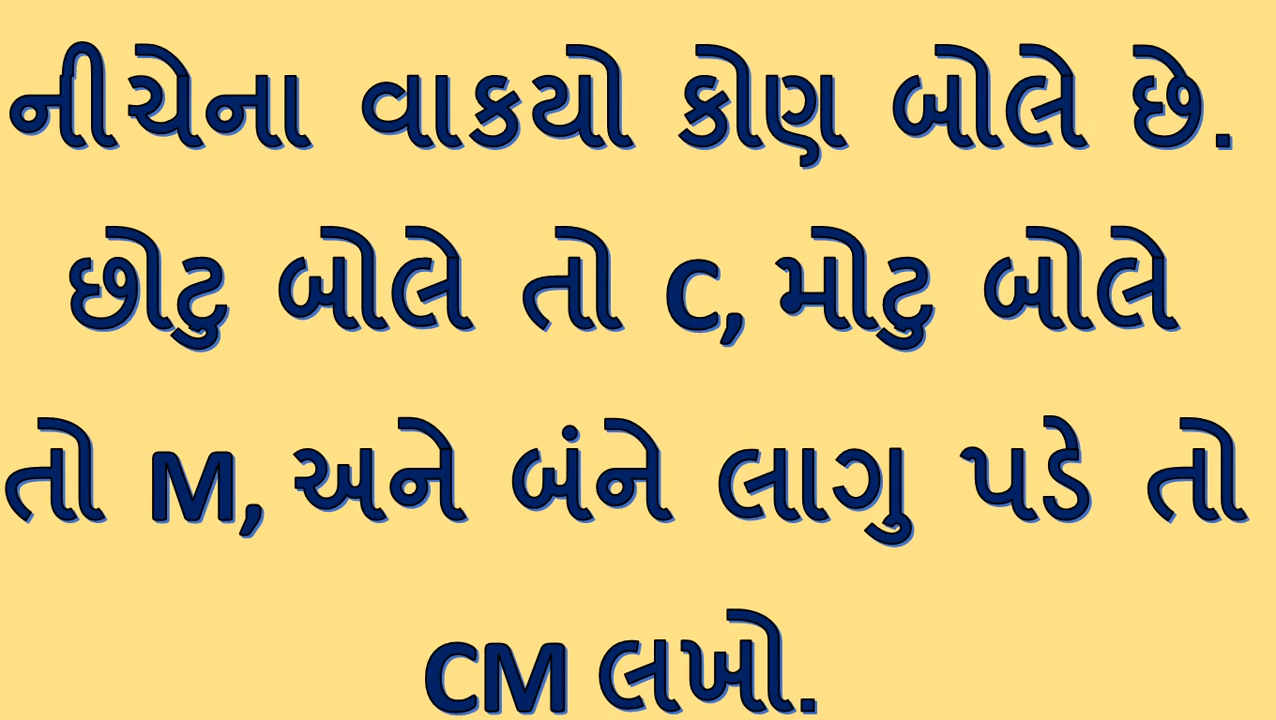 નીચેના વાકયો કોણ બોલે છે.
છોટુ બોલે તો C, મોટુ બોલે
તો M, અને બંને લાગુ પડે તો
CM લખો.